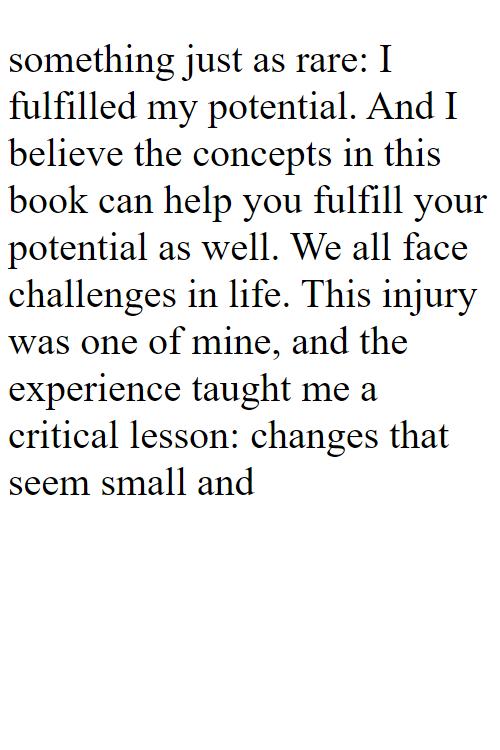 something just as rare: I
fulfilled my potential. And I
believe the concepts in this
book can help you fulfill your
potential as well. We all face
challenges in life. This injury
was one of mine, and the
experience taught me a
critical lesson: changes that
seem small and